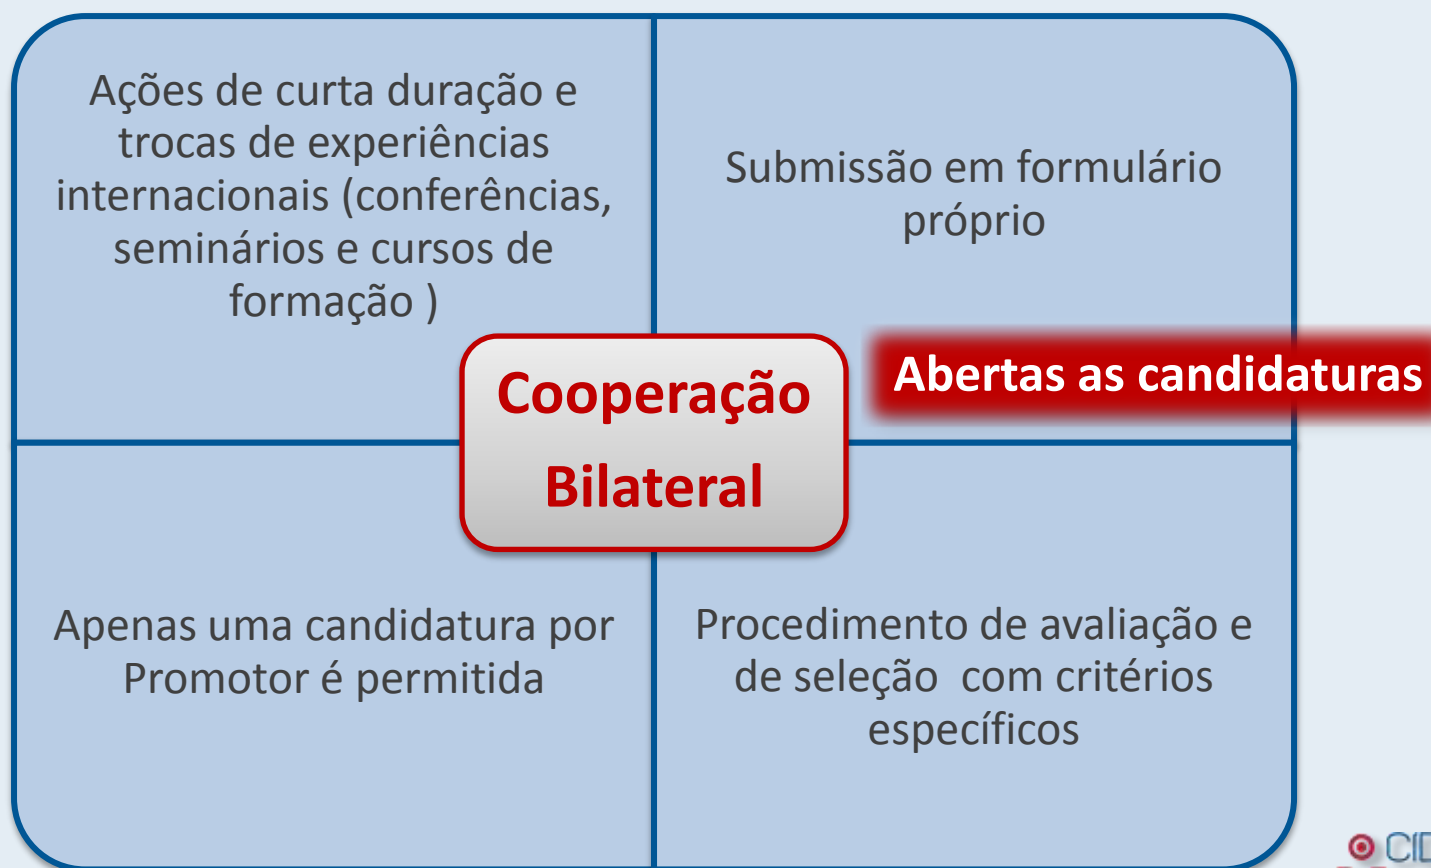 Ações de curta duração e
trocas de experiências
internacionais (conferências,
seminários e cursos de
formação )
Submissão em formulário
próprio
Abertas as candidaturas
Cooperação
Bilateral
Apenas uma candidatura por
Promotor é permitida
Procedimento de avaliação e
de seleção  com critérios
específicos